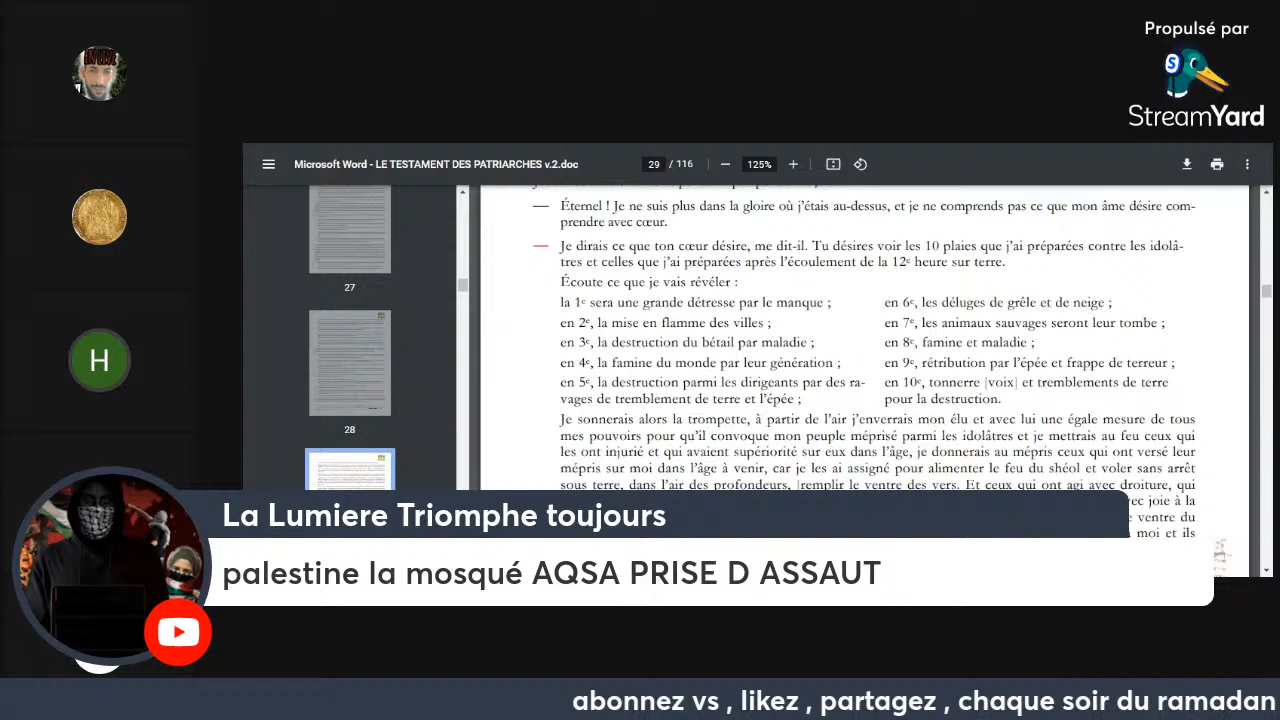 Propulsé par
StreamYard
EN LIVE
Microsoft Word - LE TESTAMENT DES PATRIARCHES v.2.doc
29 / 116
125%
— Éternel ! Je ne suis plus dans la gloire où j'étais au-dessus, et je ne comprends pas ce que mon âme désire com-
prendre avec cœur.
— Je dirais ce que ton cœur désire, me dit-il. Tu désires voir les 10 plaies que j'ai préparées contre les idolâ-
tres et celles que j'ai préparées après l'écoulement de la 12e heure sur terre.
Écoute ce que je vais révéler :
la 1e sera une grande détresse par le manque ;
en 2e, la mise en flamme des villes ;
en 3e, la destruction du bétail par maladie ;
en 4e, la famine du monde par leur génération ;
en 5e, la destruction parmi les dirigeants par des ra-
vages de tremblement de terre et l'épée ;
en 6e, les déluges de grêle et de neige ;
en 7e, les animaux sauvages seront leur tombe ;
en 8e, famine et maladie ;
en 9e, rétribution par l'épée et frappe de terreur ;
en 10e, tonnerre [voix] et tremblements de terre
pour la destruction.
Je sonnerais alors la trompette, à partir de l'air j'enverrais mon élu et avec lui une égale mesure de tous
mes pouvoirs pour qu'il convoque mon peuple méprisé parmi les idolâtres et je mettrais au feu ceux qui
les ont injurié et qui avaient supériorité sur eux dans l'âge, je donnerais au mépris ceux qui ont versé leur
mépris sur moi dans l'âge à venir, car je les ai assigné pour alimenter le feu du shéol et voler sans arrêt
sous terre, dans l'air des profondeurs, [remplir le ventre des vers. Et ceux qui ont agi avec droiture, qui
vec joie à la
e ventre du
moi et ils
27
28
H
La Lumiere Triomphe toujours
palestine la mosqué AQSA PRISE D ASSAUT
abonnez vs , likez , partagez , chaque soir du ramadan